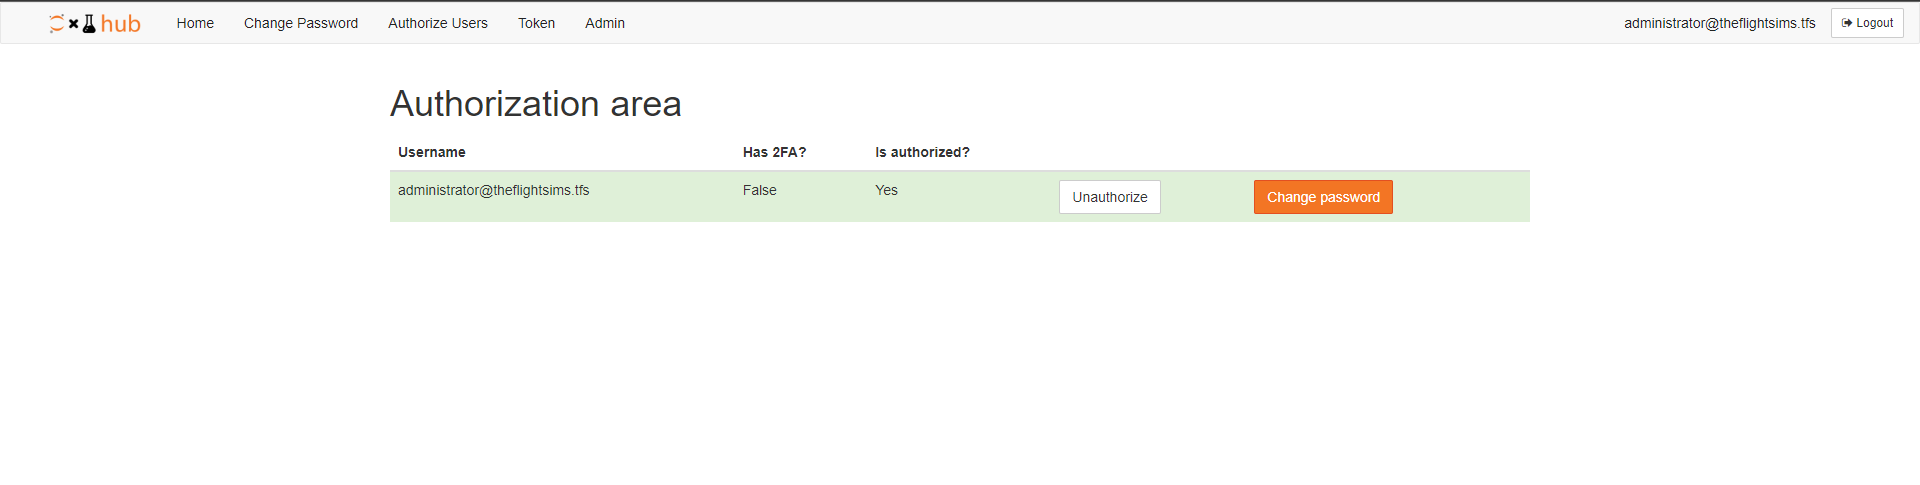 hub Home Change Password Authorize Users Token Admin administrator@theflightsims.tfs Logout
Authorization area
Username Has 2FA? Is authorized?
administrator@theflightsims.tfs False Yes Unauthorize Change password